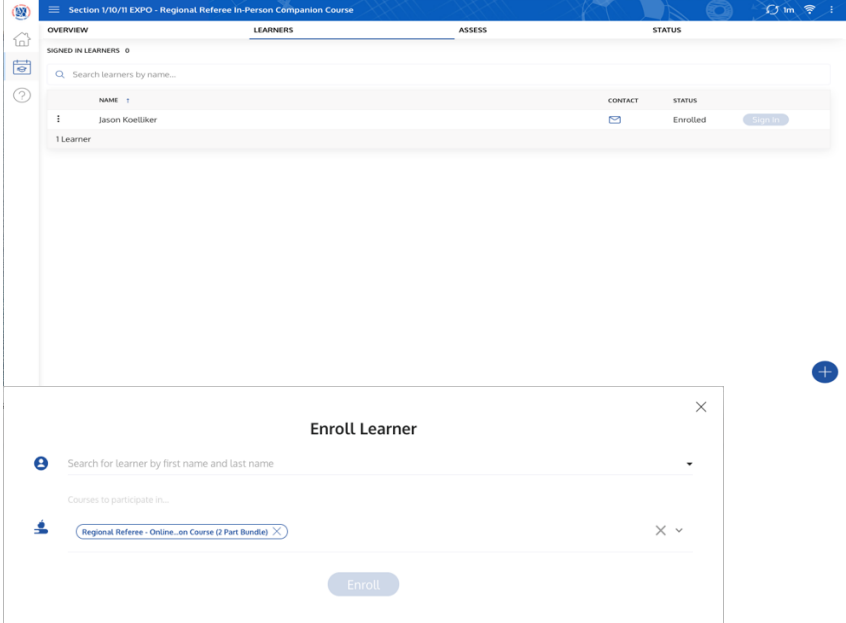 Section 1/10/11 EXPO - Regional Referee In-Person Companion Course
1m
OVERVIEW LEARNERS ASSESS STATUS
SIGNED IN LEARNERS 0
Search learners by name...
NAME ↑ CONTACT STATUS
Jason Koelliker Enrolled Sign In
1 Learner
Enroll Learner
Search for learner by first name and last name
Courses to participate in...
Regional Referee - Online...on Course (2 Part Bundle)
Enroll